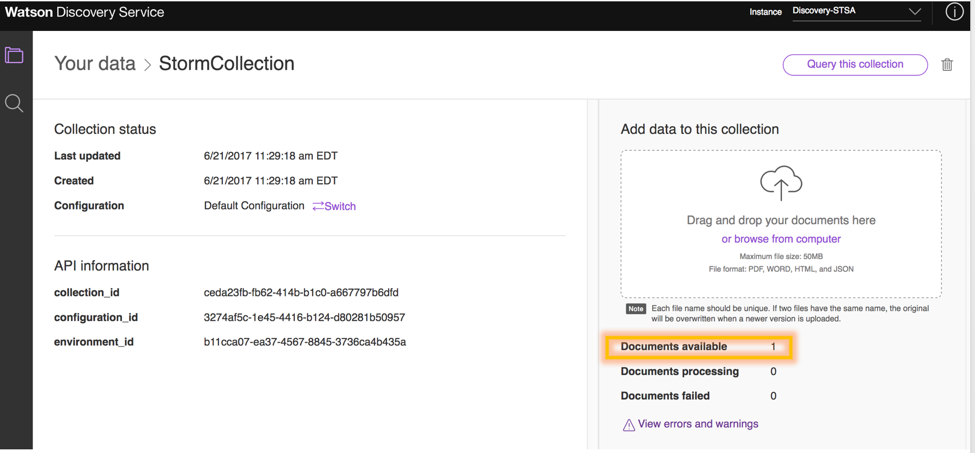 Watson Discovery Service
Instance Discovery-STSA
Your data > StormCollection
Query this collection
Collection status
Last updated 6/21/2017 11:29:18 am EDT
Created 6/21/2017 11:29:18 am EDT
Configuration Default Configuration Switch
API information
collection_id ceda23fb-fb62-414b-b1c0-a667797b6dfd
configuration_id 3274af5c-1e45-4416-b124-d80281b50957
environment_id b11cca07-ea37-4567-8845-3736ca4b435a
Add data to this collection
Drag and drop your documents here
or browse from computer
Maximum file size: 50MB
File format: PDF, WORD, HTML, and JSON
Note Each file name should be unique. If two files have the same name, the original
will be overwritten when a newer version is uploaded.
Documents available 1
Documents processing 0
Documents failed 0
View errors and warnings